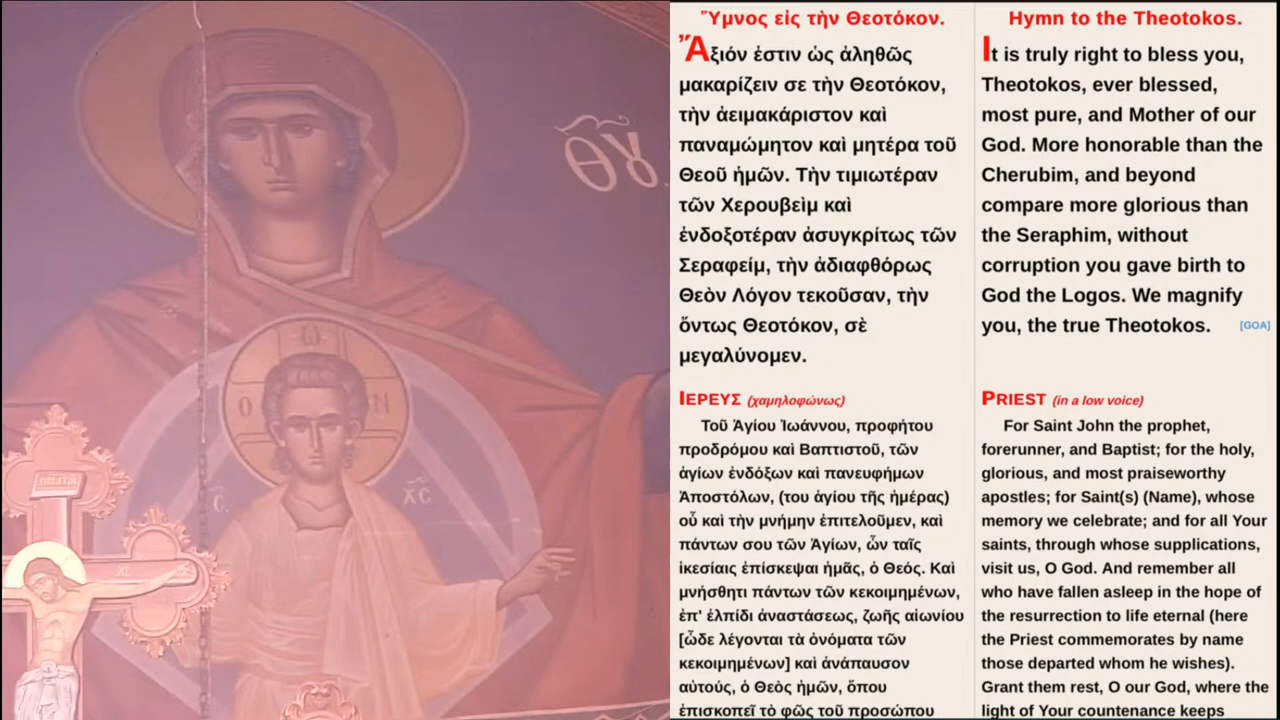 ΘΥ.
Ο Ω Ν
ΧC
Ὕμνος εἰς τὴν Θεοτόκον.
Ἄξιόν ἐστιν ὡς ἀληθῶς
μακαρίζειν σε τὴν Θεοτόκον,
τὴν ἀειμακάριστον καὶ
παναμώμητον καὶ μητέρα τοῦ
Θεοῦ ἡμῶν. Τὴν τιμιωτέραν
τῶν Χερουβεὶμ καὶ
ἐνδοξοτέραν ἀσυγκρίτως τῶν
Σεραφείμ, τὴν ἀδιαφθόρως
Θεὸν Λόγον τεκοῦσαν, τὴν
ὄντως Θεοτόκον, σὲ
μεγαλύνομεν.
ΙΕΡΕΥΣ (χαμηλοφώνως)
Τοῦ Ἁγίου Ἰωάννου, προφήτου
προδρόμου καὶ Βαπτιστοῦ, τῶν
ἁγίων ἐνδόξων καὶ πανευφήμων
Ἀποστόλων, (του ἁγίου τῆς ἡμέρας)
οὗ καὶ τὴν μνήμην ἐπιτελοῦμεν, καὶ
πάντων σου τῶν Ἁγίων, ὧν ταῖς
ἱκεσίαις ἐπίσκεψαι ἡμᾶς, ὁ Θεός. Καὶ
μνήσθητι πάντων τῶν κεκοιμημένων,
ἐπ' ἐλπίδι ἀναστάσεως, ζωῆς αἰωνίου
[ὧδε λέγονται τὰ ὀνόματα τῶν
κεκοιμημένων] καὶ ἀνάπαυσον
αὐτούς, ὁ Θεὸς ἡμῶν, ὅπου
ἐπισκοπεῖ τὸ φῶς τοῦ προσώπου
Hymn to the Theotokos.
It is truly right to bless you,
Theotokos, ever blessed,
most pure, and Mother of our
God. More honorable than the
Cherubim, and beyond
compare more glorious than
the Seraphim, without
corruption you gave birth to
God the Logos. We magnify
you, the true Theotokos. [GOA]
PRIEST (in a low voice)
For Saint John the prophet,
forerunner, and Baptist; for the holy,
glorious, and most praiseworthy
apostles; for Saint(s) (Name), whose
memory we celebrate; and for all Your
saints, through whose supplications,
visit us, O God. And remember all
who have fallen asleep in the hope of
the resurrection to life eternal (here
the Priest commemorates by name
those departed whom he wishes).
Grant them rest, O our God, where the
light of Your countenance keeps